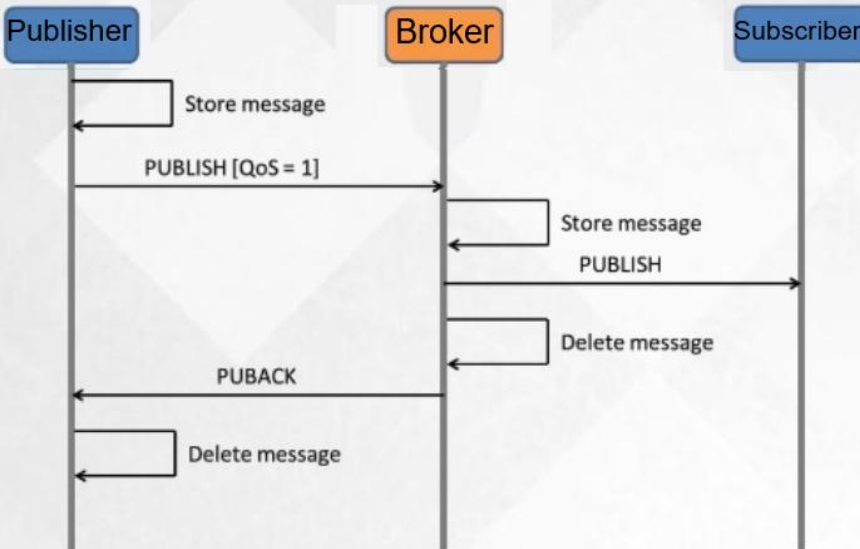 Publisher
Broker
Subscriber
Store message
PUBLISH [QoS = 1]
Store message
PUBLISH
Delete message
PUBACK
Delete message